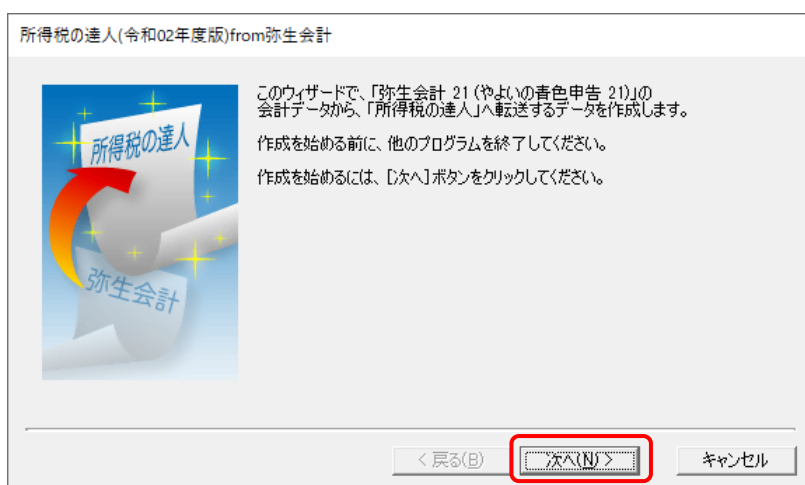 所得税の達人(令和02年度版)from弥生会計
このウィザードで、「弥生会計 21 (やよいの青色申告 21)」の
会計データから、「所得税の達人」へ転送するデータを作成します。
作成を始める前に、他のプログラムを終了してください。
作成を始めるには、[次へ]ボタンをクリックしてください。
所得税の達人
弥生会計
< 戻る(B)
次へ(N) >
キャンセル